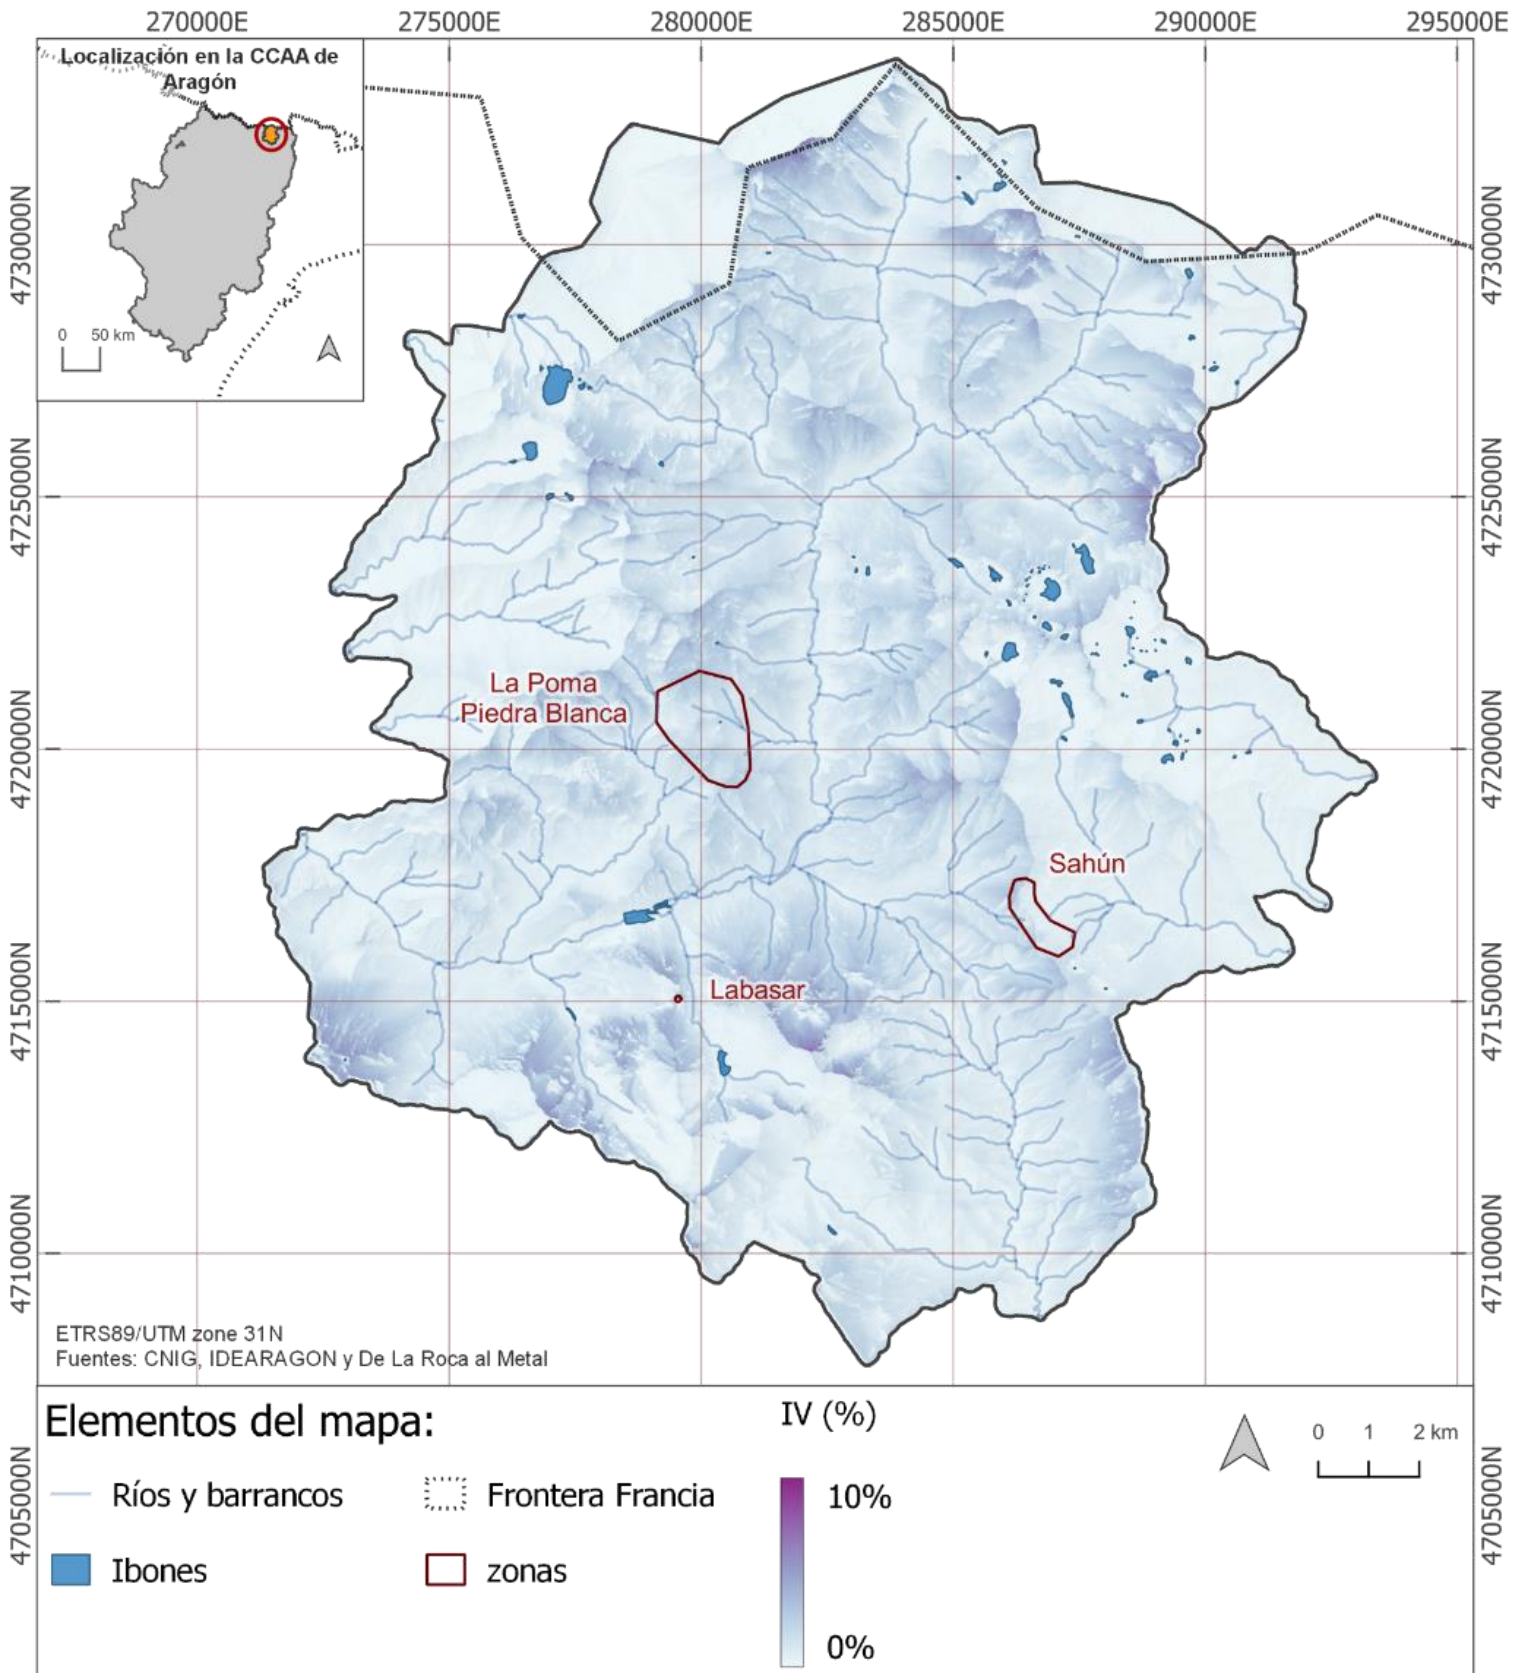 270000E 275000E 280000E 285000E 290000E 295000E
Localización en la CCAA de
Aragón
0 50 km
4730000N
4730000N
4725000N
4725000N
La Poma
Piedra Blanca
4720000N
4720000N
Sahún
Labasar
4715000N
4715000N
4710000N
4710000N
ETRS89/UTM zone 31N
Fuentes: CNIG, IDEARAGON y De La Roca al Metal
Elementos del mapa:
IV (%)
0 1 2 km
Ríos y barrancos
Frontera Francia
10%
4705000N
4705000N
Ibones
zonas
0%